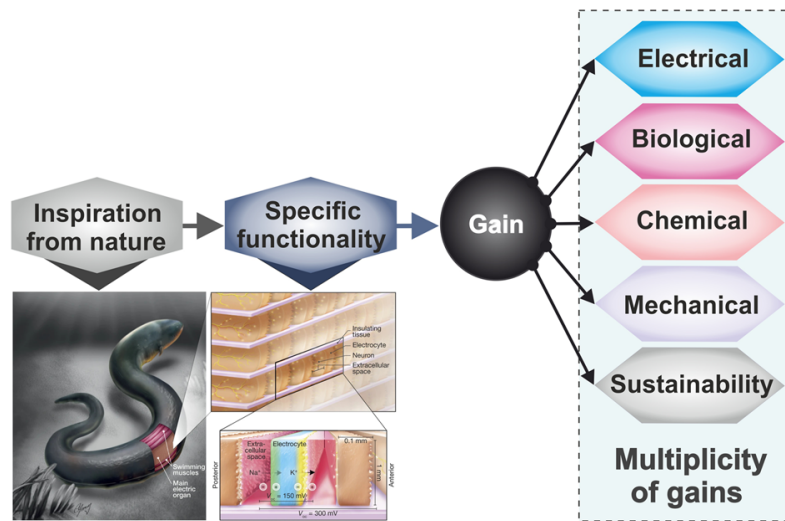 Inspiration
from nature
Specific
functionality
Gain
Electrical
Biological
Chemical
Mechanical
Sustainability
Multiplicity
of gains
Swimming
muscles
Main
electric
organ
Insulating
tissue
Electrocyte
Neuron
Extracellular
space
Posterior
Extra-
cellular
space
Electrocyte
0.1 mm
1 mm
Na⁺
K⁺
= 150 mV
= 300 mV
Anterior